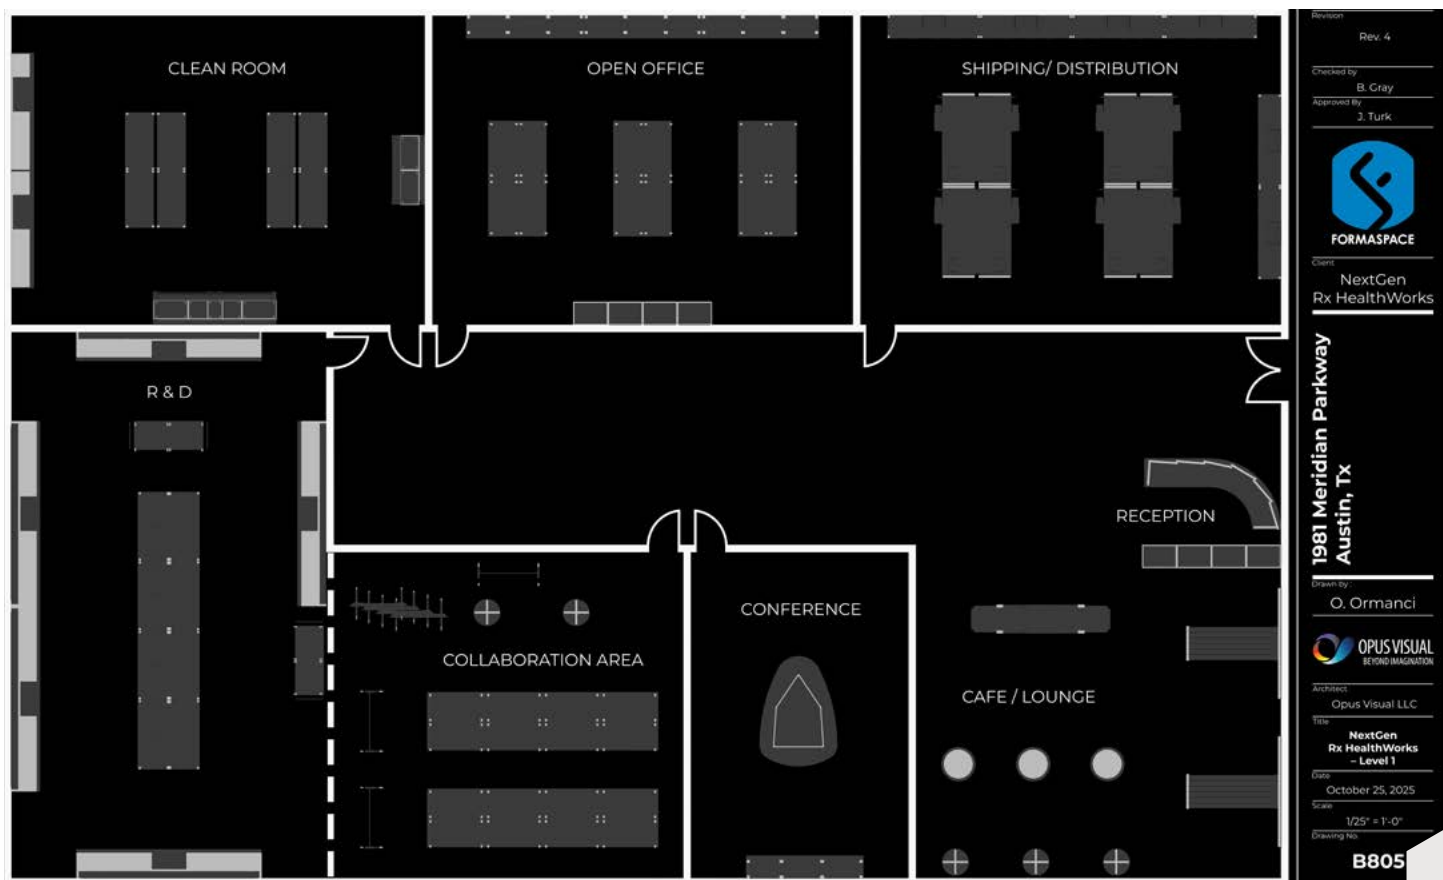 CLEAN ROOM
OPEN OFFICE
SHIPPING/ DISTRIBUTION
R & D
RECEPTION
COLLABORATION AREA
CONFERENCE
CAFE / LOUNGE
Revision
Rev. 4
Checked by
B. Gray
Approved By
J. Turk
FORMASPACE
Client
NextGen
Rx HealthWorks
1981 Meridian Parkway
Austin, Tx
Drawn by :
O. Ormanci
OPUS VISUAL
BEYOND IMAGINATION
Architect
Opus Visual LLC
Title
NextGen
Rx HealthWorks
– Level 1
Date
October 25, 2025
Scale
1/25" = 1'-0"
Drawing No.
B805